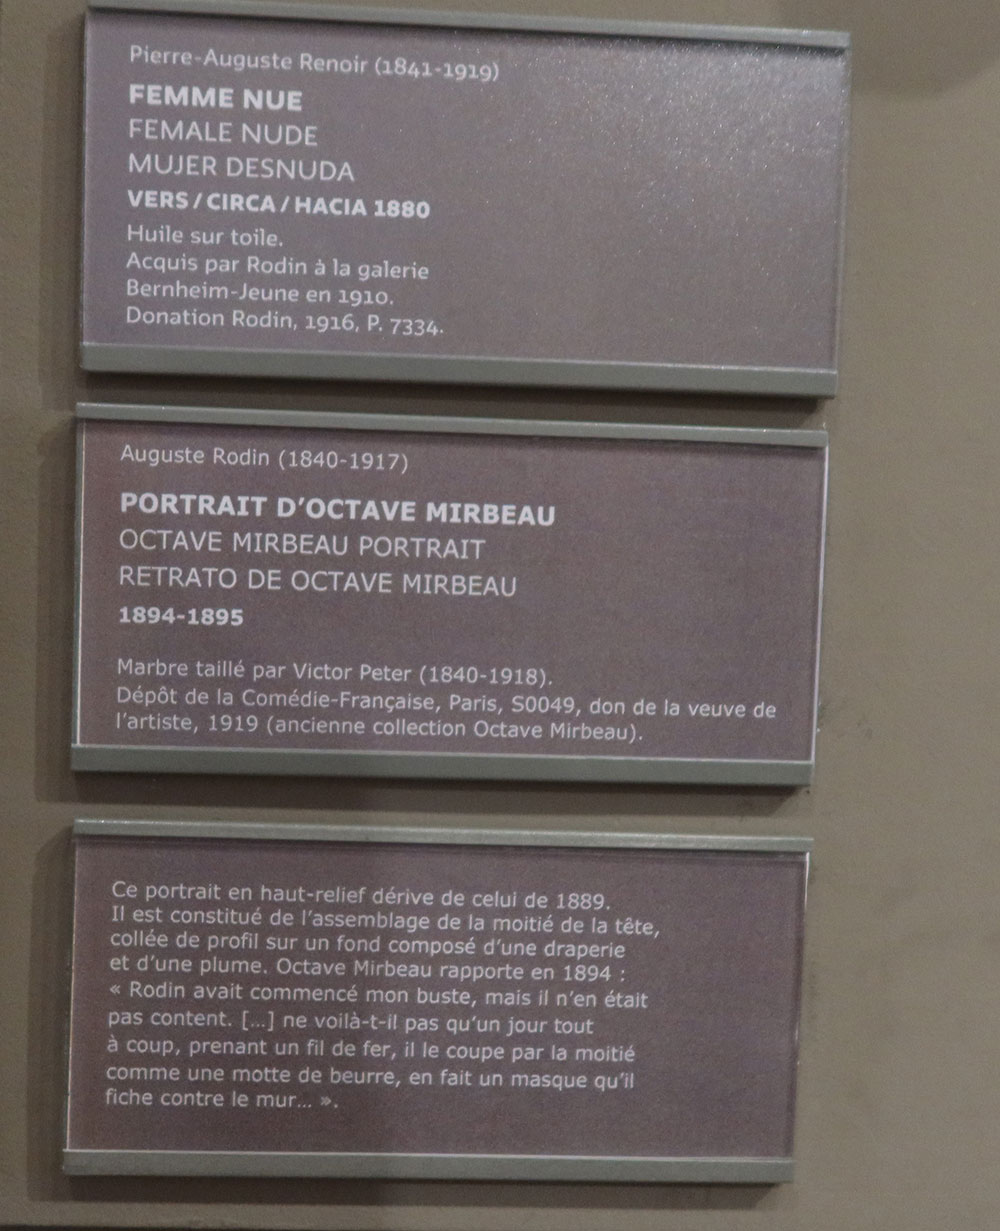 Pierre-Auguste Renoir (1841-1919)
FEMME NUE
FEMALE NUDE
MUJER DESNUDA
VERS / CIRCA / HACIA 1880
Huile sur toile.
Acquis par Rodin à la galerie
Bernheim-Jeune en 1910.
Donation Rodin, 1916, P. 7334.
Auguste Rodin (1840-1917)
PORTRAIT D’OCTAVE MIRBEAU
OCTAVE MIRBEAU PORTRAIT
RETRATO DE OCTAVE MIRBEAU
1894-1895
Marbre taillé par Victor Peter (1840-1918).
Dépôt de la Comédie-Française, Paris, S0049, don de la veuve de
l’artiste, 1919 (ancienne collection Octave Mirbeau).
Ce portrait en haut-relief dérive de celui de 1889.
Il est constitué de l’assemblage de la moitié de la tête,
collée de profil sur un fond composé d’une draperie
et d’une plume. Octave Mirbeau rapporte en 1894 :
« Rodin avait commencé mon buste, mais il n’en était
pas content. [...] ne voilà-t-il pas qu’un jour tout
à coup, prenant un fil de fer, il le coupe par la moitié
comme une motte de beurre, en fait un masque qu’il
fiche contre le mur... ».